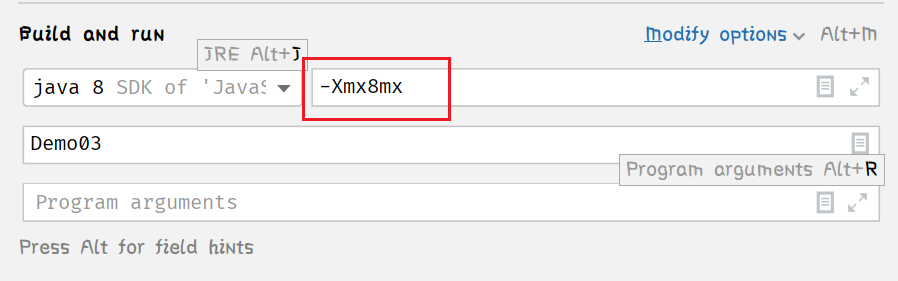 Build and run
Modify options Alt+M
JRE Alt+J
java 8 SDK of 'JavaS
-Xmx8mx
Demo03
Program arguments Alt+R
Program arguments
Press Alt for field hints